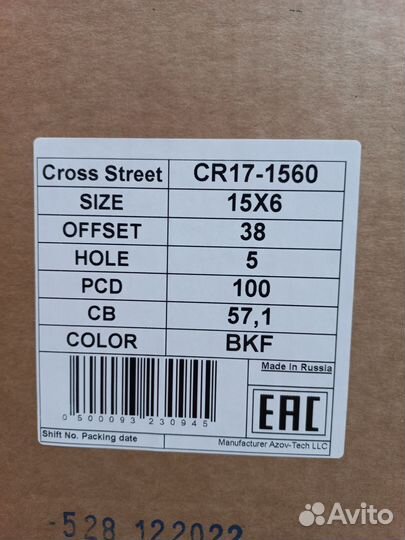 Cross Street CR17-1560
SIZE 15X6
OFFSET 38
HOLE 5
PCD 100
CB 57,1
COLOR BKF
Made in Russia
0 500093 230945
EAC
Shift No. Packing date
Manufacturer Azov-Tech LLC
-528 122022
Avito